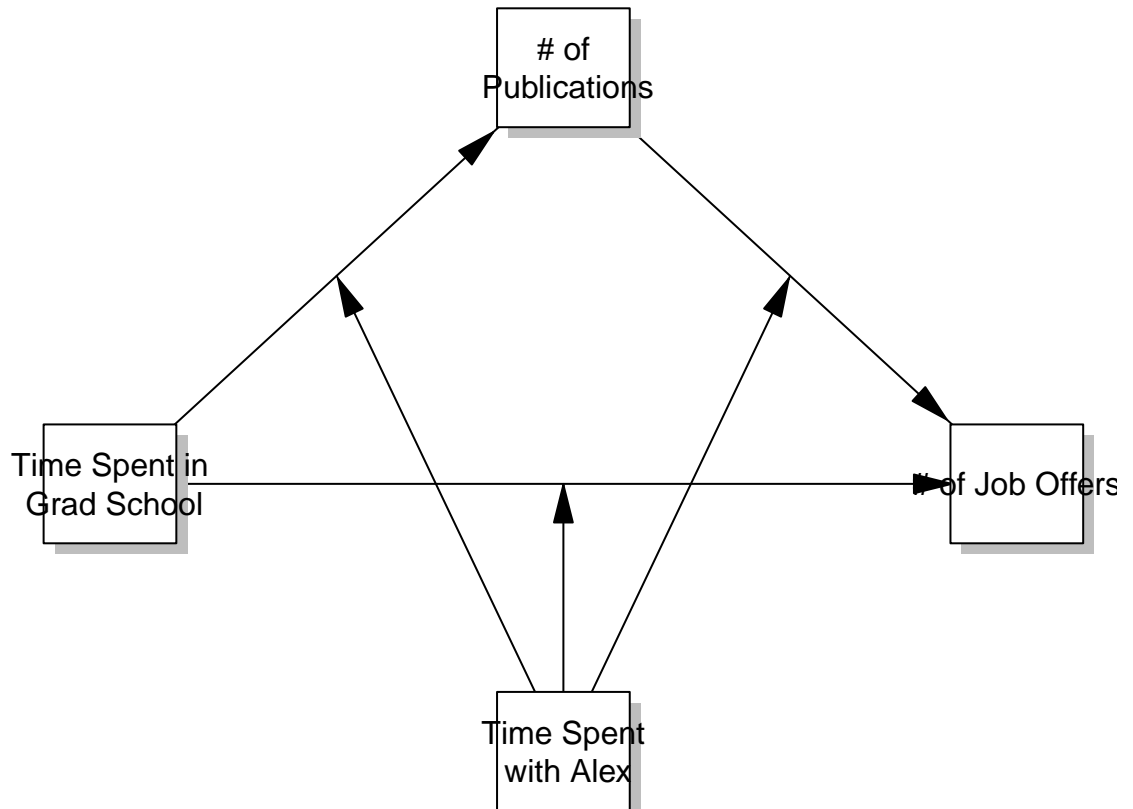 # of
Publications
Time Spent in
Grad School
# of Job Offers
Time Spent
with Alex